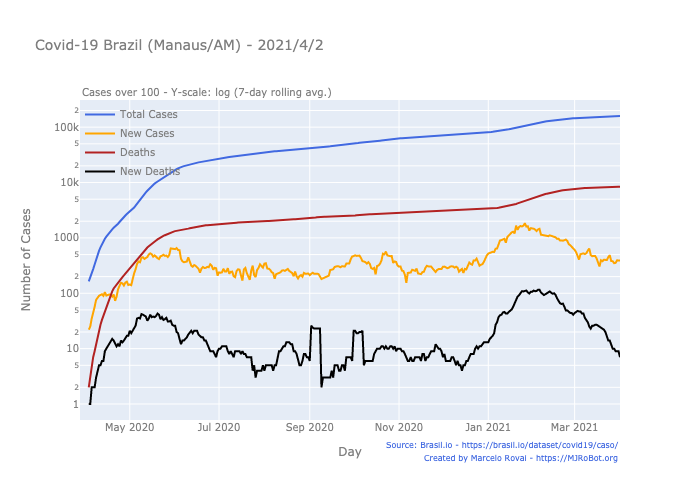 Covid-19 Brazil (Manaus/AM) - 2021/4/2
Cases over 100 - Y-scale: log (7-day rolling avg.)
Total Cases
New Cases
Deaths
New Deaths
2
100k
5
2
10k
5
2
1000
5
2
100
5
2
10
5
2
1
Number of Cases
May 2020
Jul 2020
Sep 2020
Nov 2020
Jan 2021
Mar 2021
Day
Source: Brasil.io - https://brasil.io/dataset/covid19/caso/
Created by Marcelo Rovai - https://MJRoBot.org